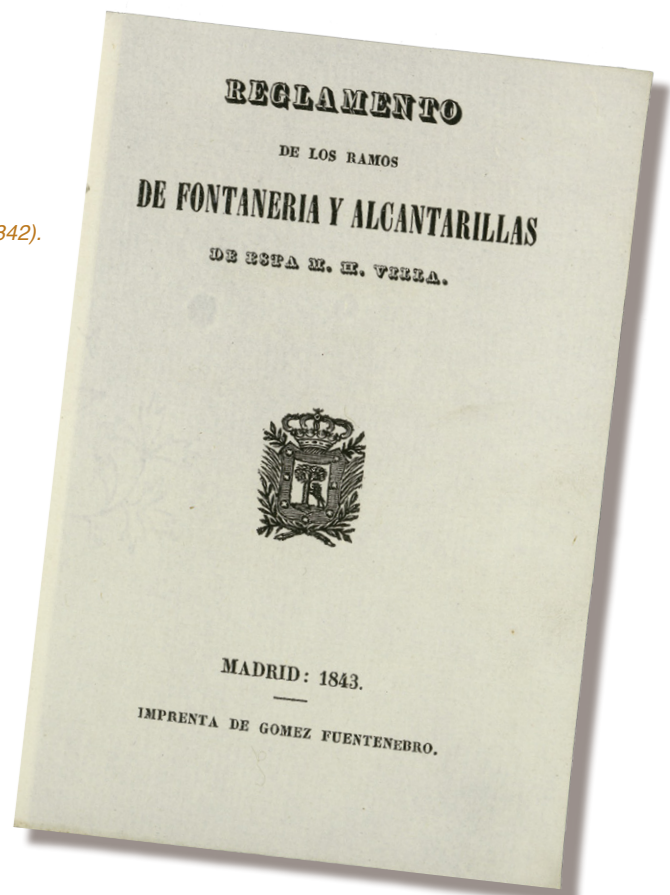 REGLAMENTO
DE LOS RAMOS
DE FONTANERIA Y ALCANTARILLAS
DE ESTA M. H. VILLA.
MADRID: 1843.
IMPRENTA DE GOMEZ FUENTENEBRO.
342).